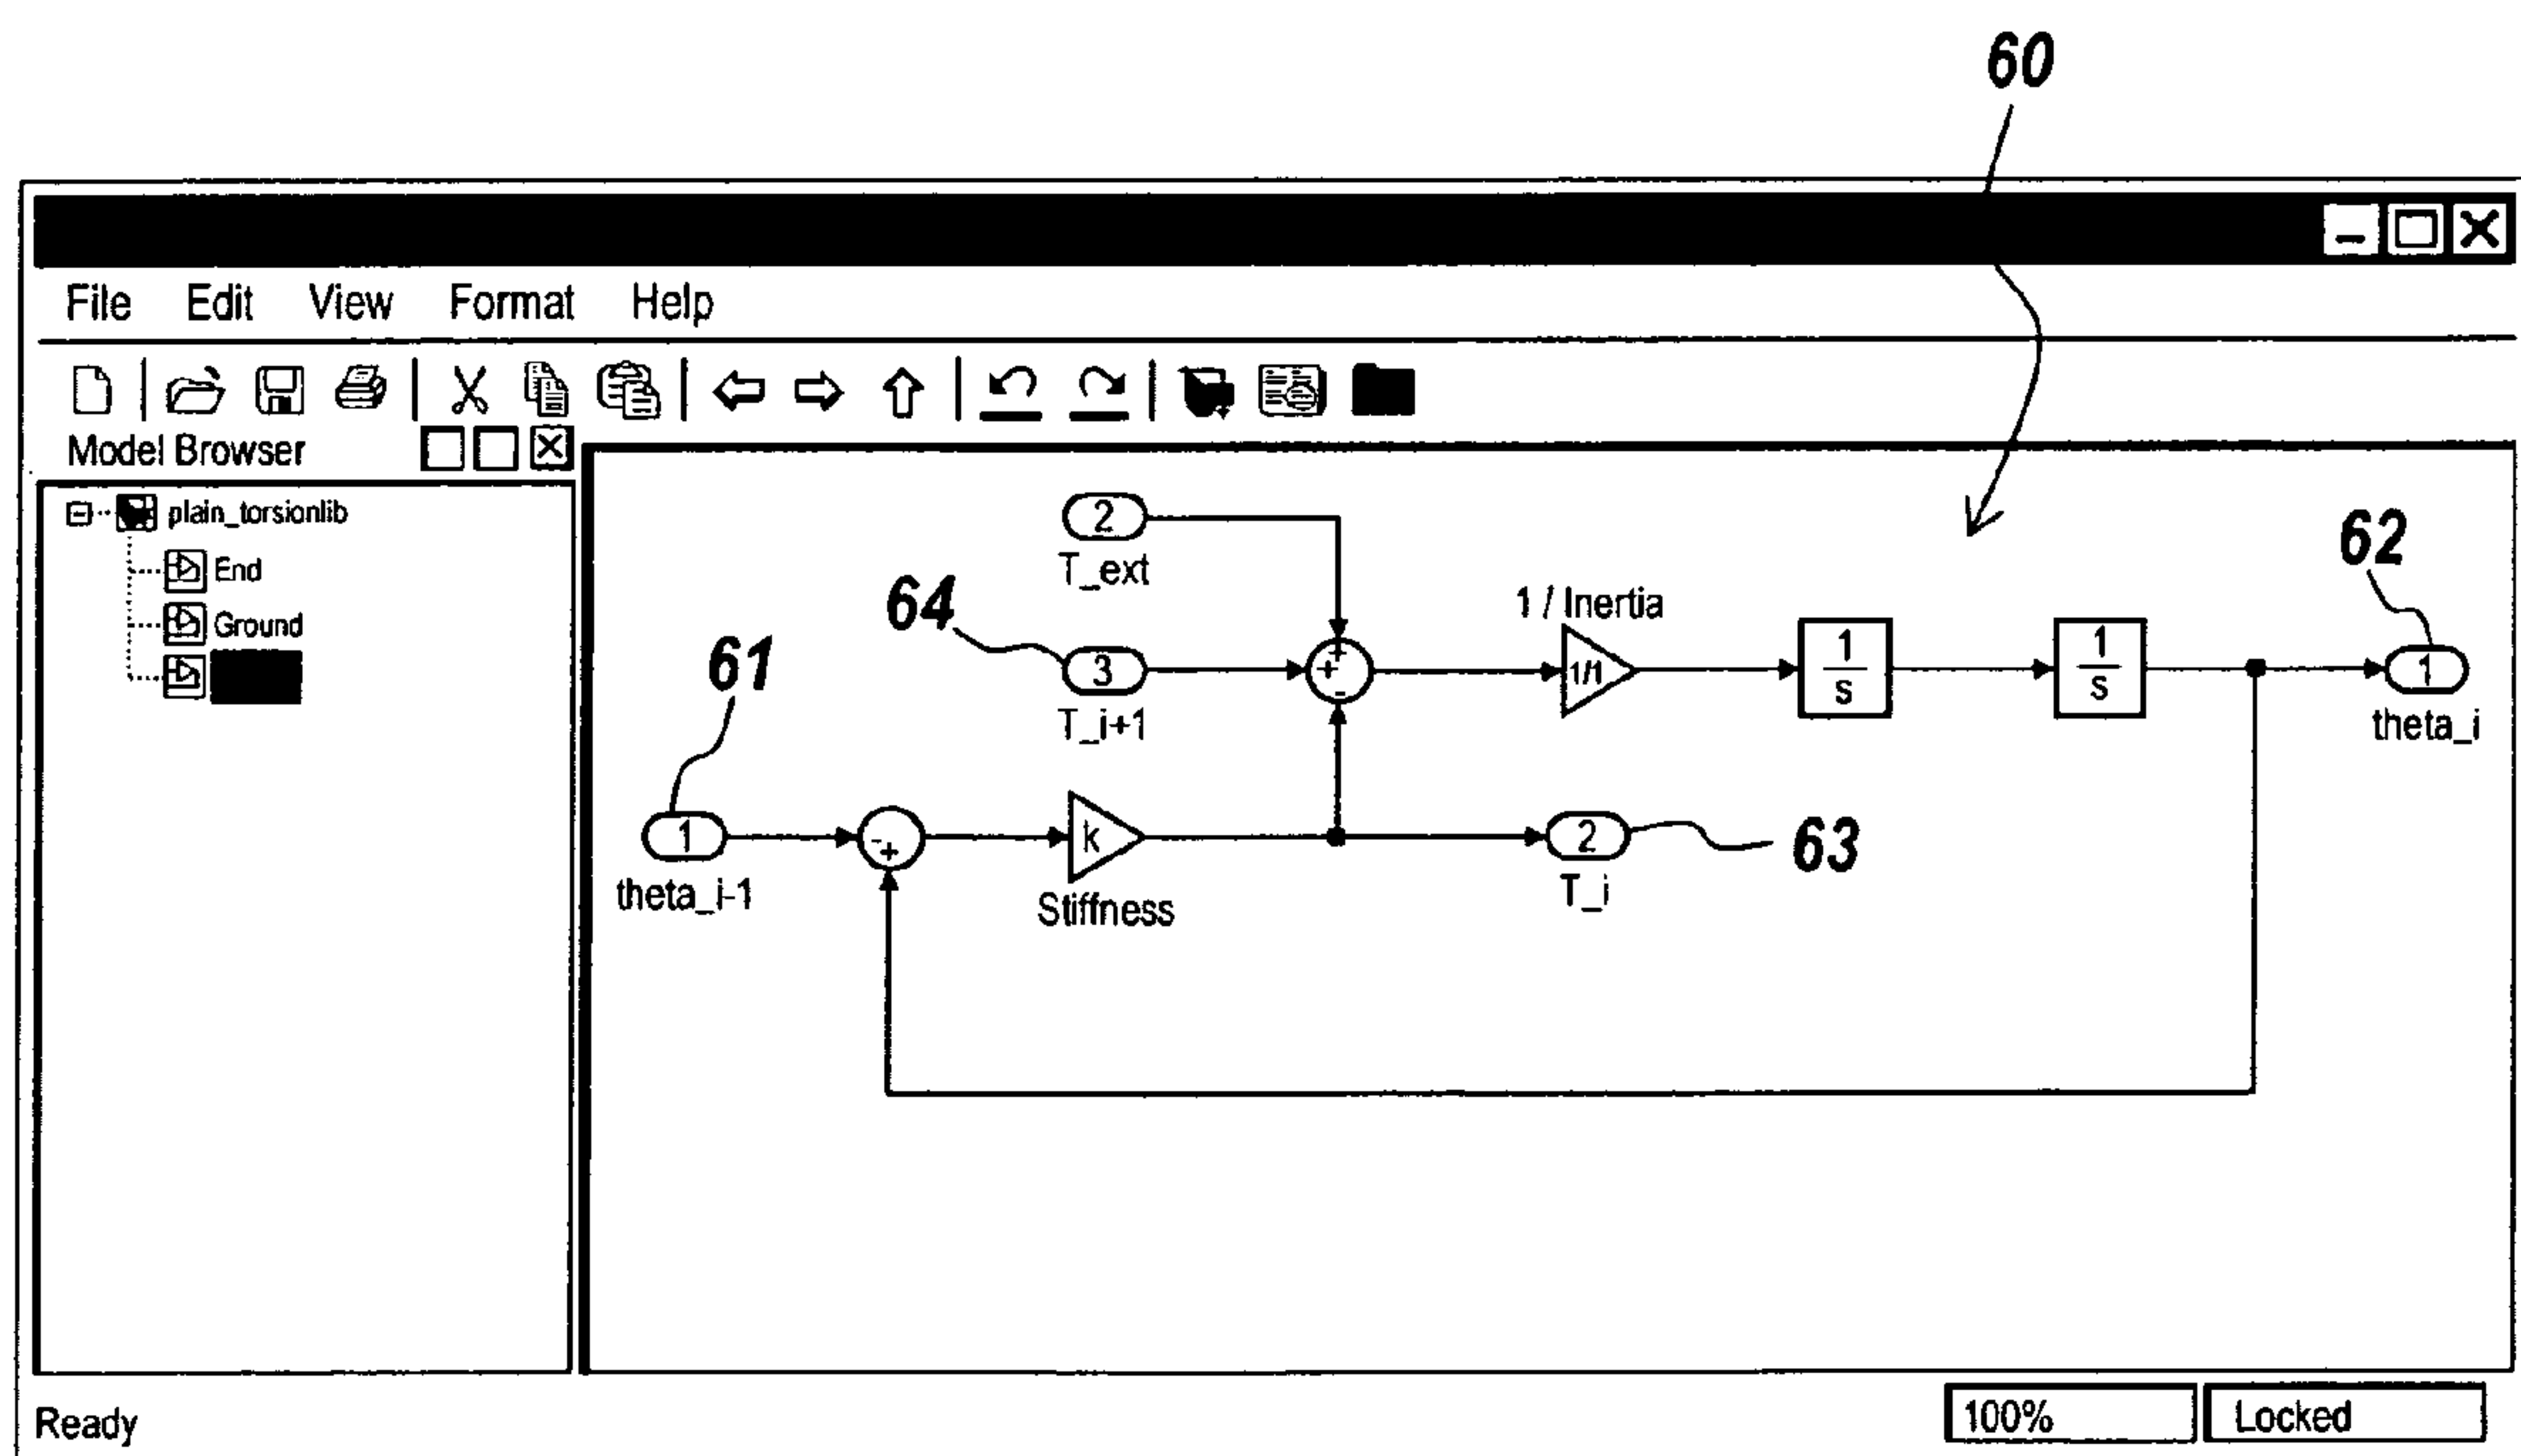 60
File Edit View Format Help
Model Browser
plain_torsionlib
End
Ground
2
T_ext
64
3
T_i+1
+
+
-
1 / Inertia
1/1
1
s
1
s
62
1
theta_i
61
1
theta_i-1
-
+
k
Stiffness
2
T_i
63
Ready
100%
Locked